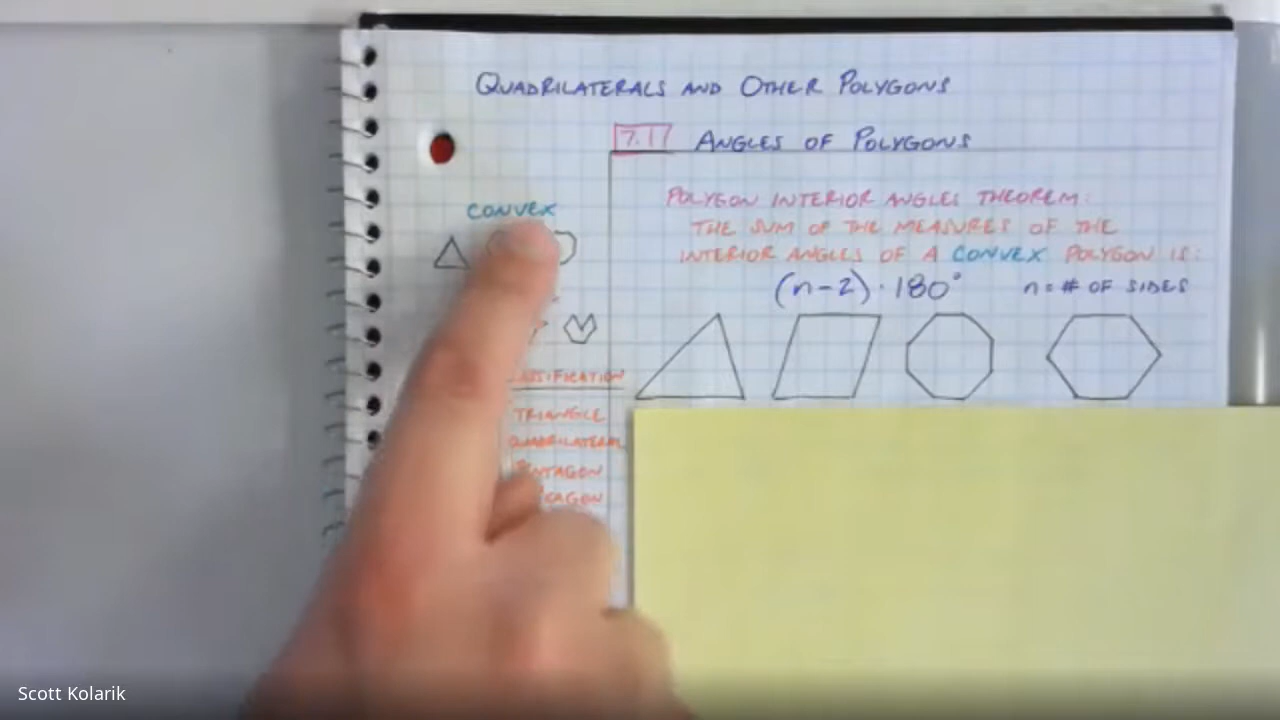 QUADRILATERALS AND OTHER POLYGONS
7.1 ANGLES OF POLYGONS
CONVEX
POLYGON INTERIOR ANGLES THEOREM:
THE SUM OF THE MEASURES OF THE
INTERIOR ANGLES OF A CONVEX POLYGON IS:
(n-2) · 180° n = # OF SIDES
TRIANGLE
QUADRILATERAL
Scott Kolarik